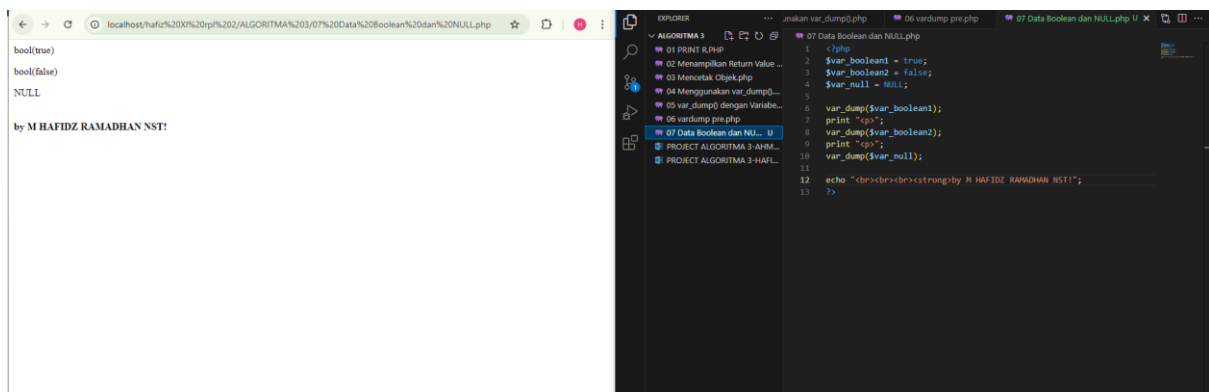 localhost/hafiz%20XI%20rpl%202/ALGORITMA%203/07%20Data%20Boolean%20dan%20NULL.php
H
bool(true)
bool(false)
NULL
by M HAFIDZ RAMADHAN NST!
EXPLORER
ALGORITMA 3
01 PRINT R.PHP
02 Menampilkan Return Value ...
03 Mencetak Objek.php
04 Menggunakan var_dump()....
05 var_dump() dengan Variabe...
06 vardump pre.php
07 Data Boolean dan NU... U
PROJECT ALGORITMA 3-AHM...
PROJECT ALGORITMA 3-HAFI...
unakan var_dump().php
06 vardump pre.php
07 Data Boolean dan NULL.php U
07 Data Boolean dan NULL.php
1 <?php
2 $var_boolean1 = true;
3 $var_boolean2 = false;
4 $var_null = NULL;
5
6 var_dump($var_boolean1);
7 print "<p>";
8 var_dump($var_boolean2);
9 print "<p>";
10 var_dump($var_null);
11
12 echo "<br><br><br><strong>by M HAFIDZ RAMADHAN NST!";
13 ?>